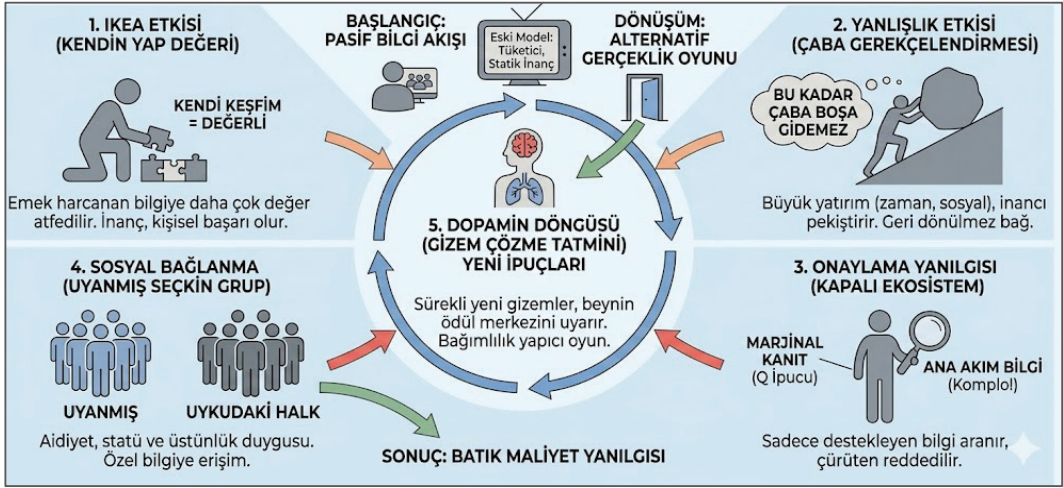 1. IKEA ETKİSİ
(KENDİN YAP DEĞERİ)
KENDİ KEŞFİM
= DEĞERLİ
Emek harcanan bilgiye daha çok değer
atfedilir. İnanç, kişisel başarı olur.
BAŞLANGIÇ:
PASİF BİLGİ AKIŞI
Eski Model:
Tüketici,
Statik İnanç
DÖNÜŞÜM:
ALTERNATİF
GERÇEKLİK OYUNU
2. YANLIŞLIK ETKİSİ
(ÇABA GEREKÇELENDİRMESİ)
BU KADAR
ÇABA BOŞA
GİDEMEZ
Büyük yatırım (zaman, sosyal), inancı
pekiştirir. Geri dönülmez bağ.
5. DOPAMİN DÖNGÜSÜ
(GİZEM ÇÖZME TATMİNİ)
YENİ İPUÇLARI
Sürekli yeni gizemler, beynin
ödül merkezini uyarır.
Bağımlılık yapıcı oyun.
4. SOSYAL BAĞLANMA
(UYANMIŞ SEÇKİN GRUP)
UYANMIŞ
UYKUDAKİ HALK
Aidiyet, statü ve üstünlük duygusu.
Özel bilgiye erişim.
3. ONAYLAMA YANILGISI
(KAPALI EKOSİSTEM)
MARJİNAL
KANIT
(Q İpucu)
ANA AKIM BİLGİ
(Komplo!)
Sadece destekleyen bilgi aranır,
çürüten reddedilir.
SONUÇ: BATIK MALİYET YANILGISI